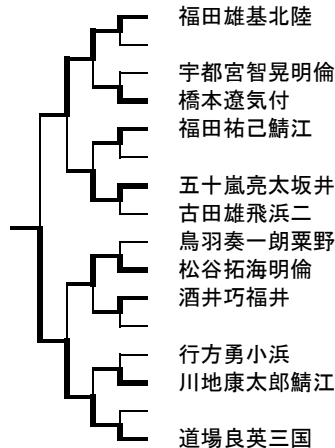 福田雄基北陸
宇都宮智晃明倫
橋本遼気付
福田祐己鯖江
五十嵐亮太坂井
古田雄飛浜二
鳥羽奏一朗粟野
松谷拓海明倫
酒井巧福井
行方勇小浜
川地康太郎鯖江
道場良英三国